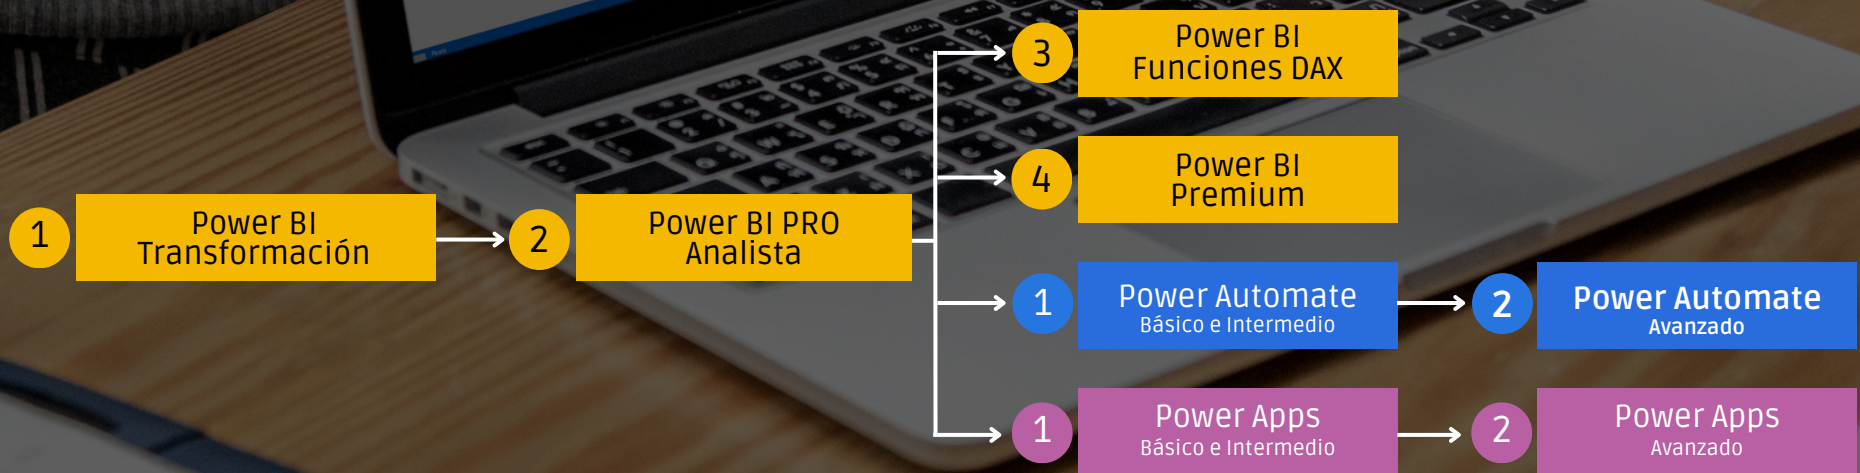 1
Power BI
Transformación
2
Power BI PRO
Analista
3
Power BI
Funciones DAX
4
Power BI
Premium
1
Power Automate
Básico e Intermedio
2
Power Automate
Avanzado
1
Power Apps
Básico e Intermedio
2
Power Apps
Avanzado